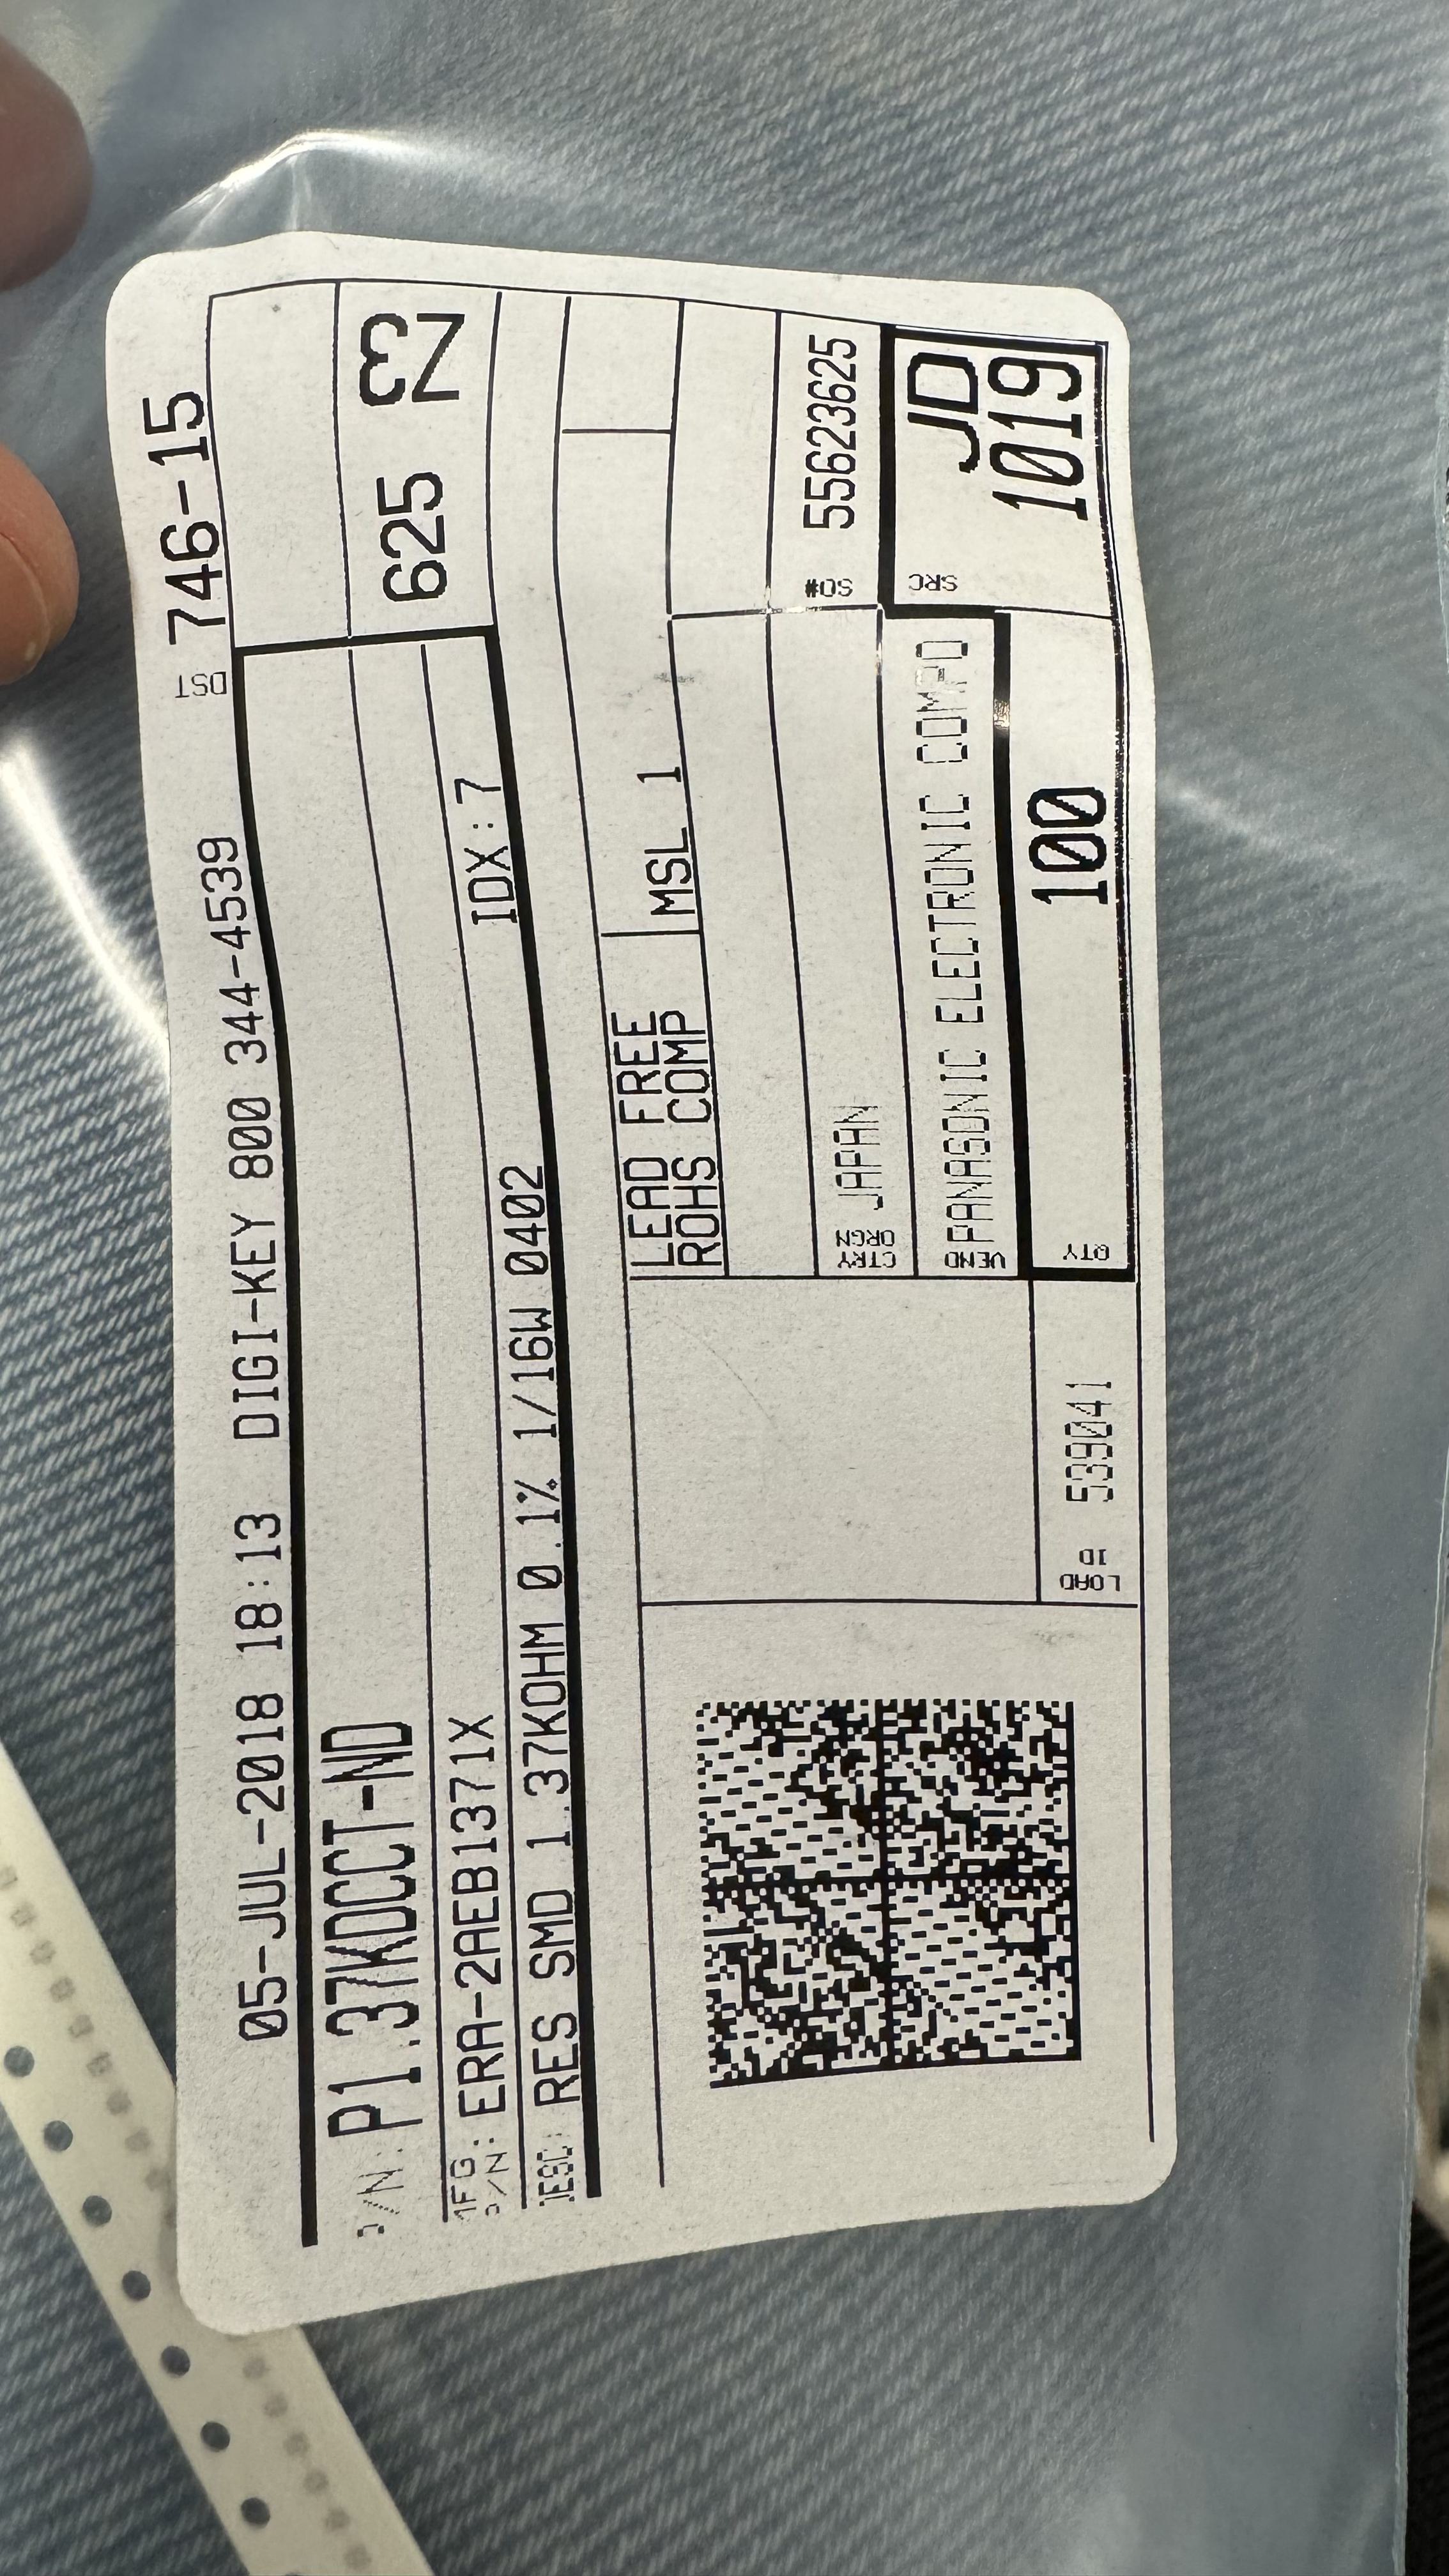 05-JUL-2018 18:13 DIGI-KEY 800 344-4539 DST 746-15
P/N: P1.37KDCCT-ND
MFG P/N: ERA-2AEB1371X IDX:7
625 Z3
DESC: RES SMD 1.37KOHM 0.1% 1/16W 0402
LEAD FREE
ROHS COMP
MSL 1
CTRY ORGN JAPAN
SO# 55623625
VEND PANASONIC ELECTRONIC COMPO
SRC JD
1019
LOAD ID 539041
QTY 100